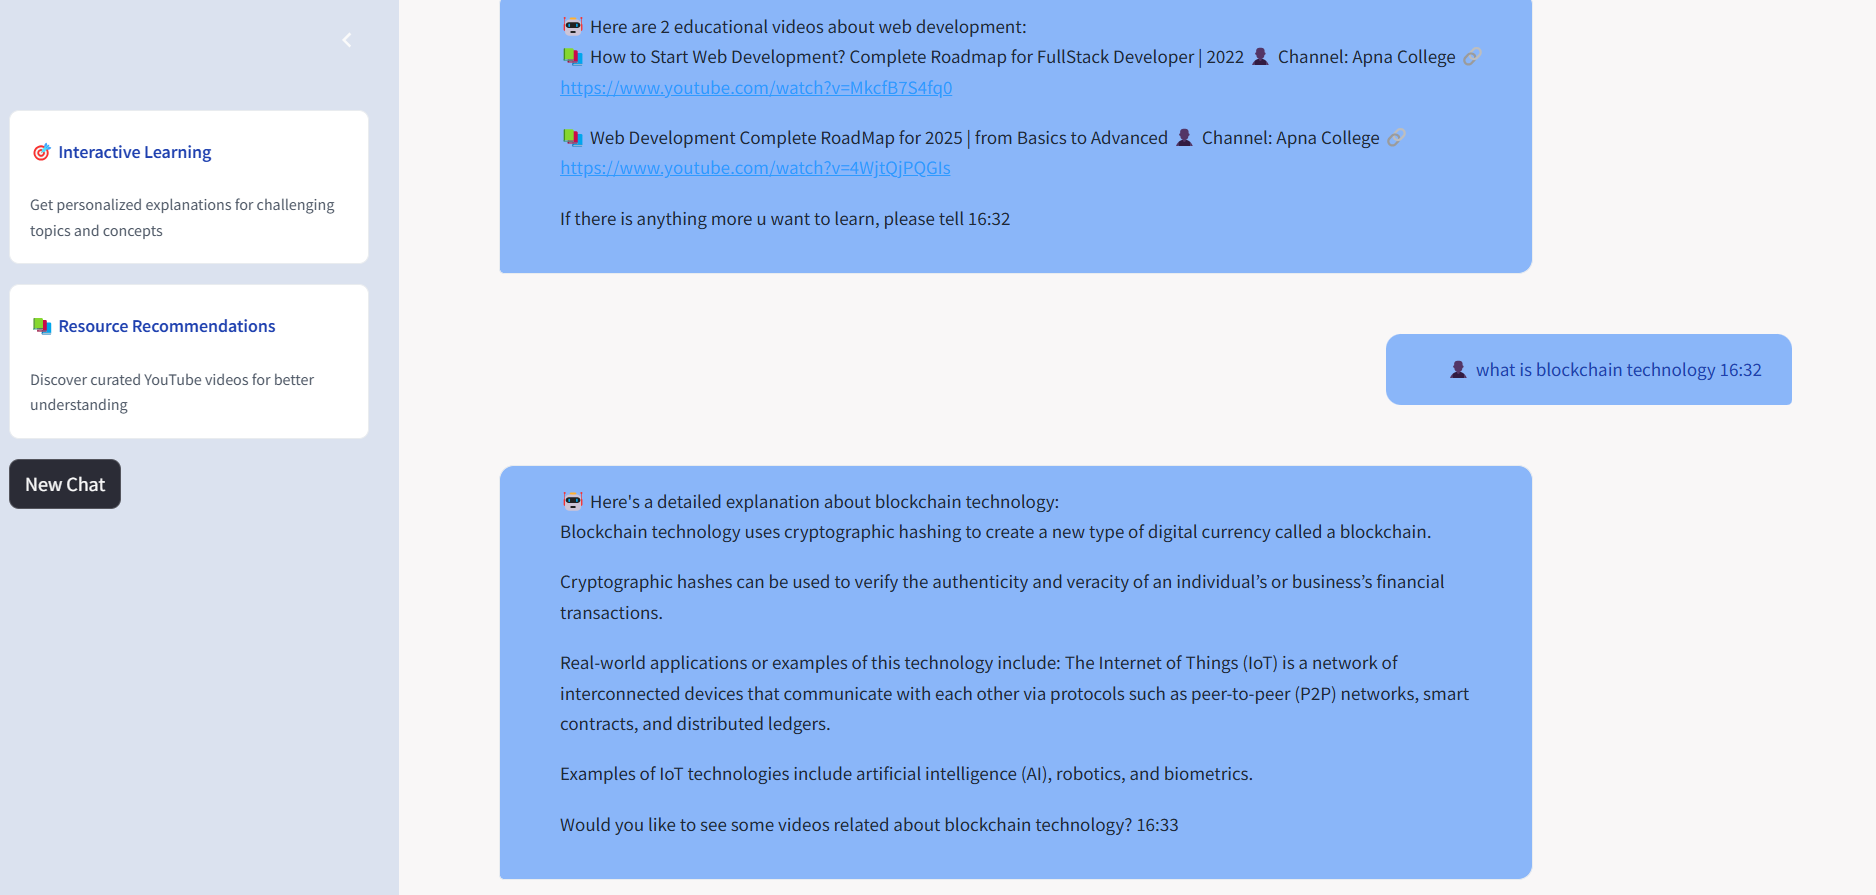 Interactive Learning
Get personalized explanations for challenging
topics and concepts
Resource Recommendations
Discover curated YouTube videos for better
understanding
New Chat
Here are 2 educational videos about web development:
How to Start Web Development? Complete Roadmap for FullStack Developer | 2022 Channel: Apna College
https://www.youtube.com/watch?v=MkcfB7S4fq0
Web Development Complete RoadMap for 2025 | from Basics to Advanced Channel: Apna College
https://www.youtube.com/watch?v=4WjtQjPQGIs
If there is anything more u want to learn, please tell 16:32
what is blockchain technology 16:32
Here's a detailed explanation about blockchain technology:
Blockchain technology uses cryptographic hashing to create a new type of digital currency called a blockchain.
Cryptographic hashes can be used to verify the authenticity and veracity of an individual’s or business’s financial
transactions.
Real-world applications or examples of this technology include: The Internet of Things (IoT) is a network of
interconnected devices that communicate with each other via protocols such as peer-to-peer (P2P) networks, smart
contracts, and distributed ledgers.
Examples of IoT technologies include artificial intelligence (AI), robotics, and biometrics.
Would you like to see some videos related about blockchain technology? 16:33